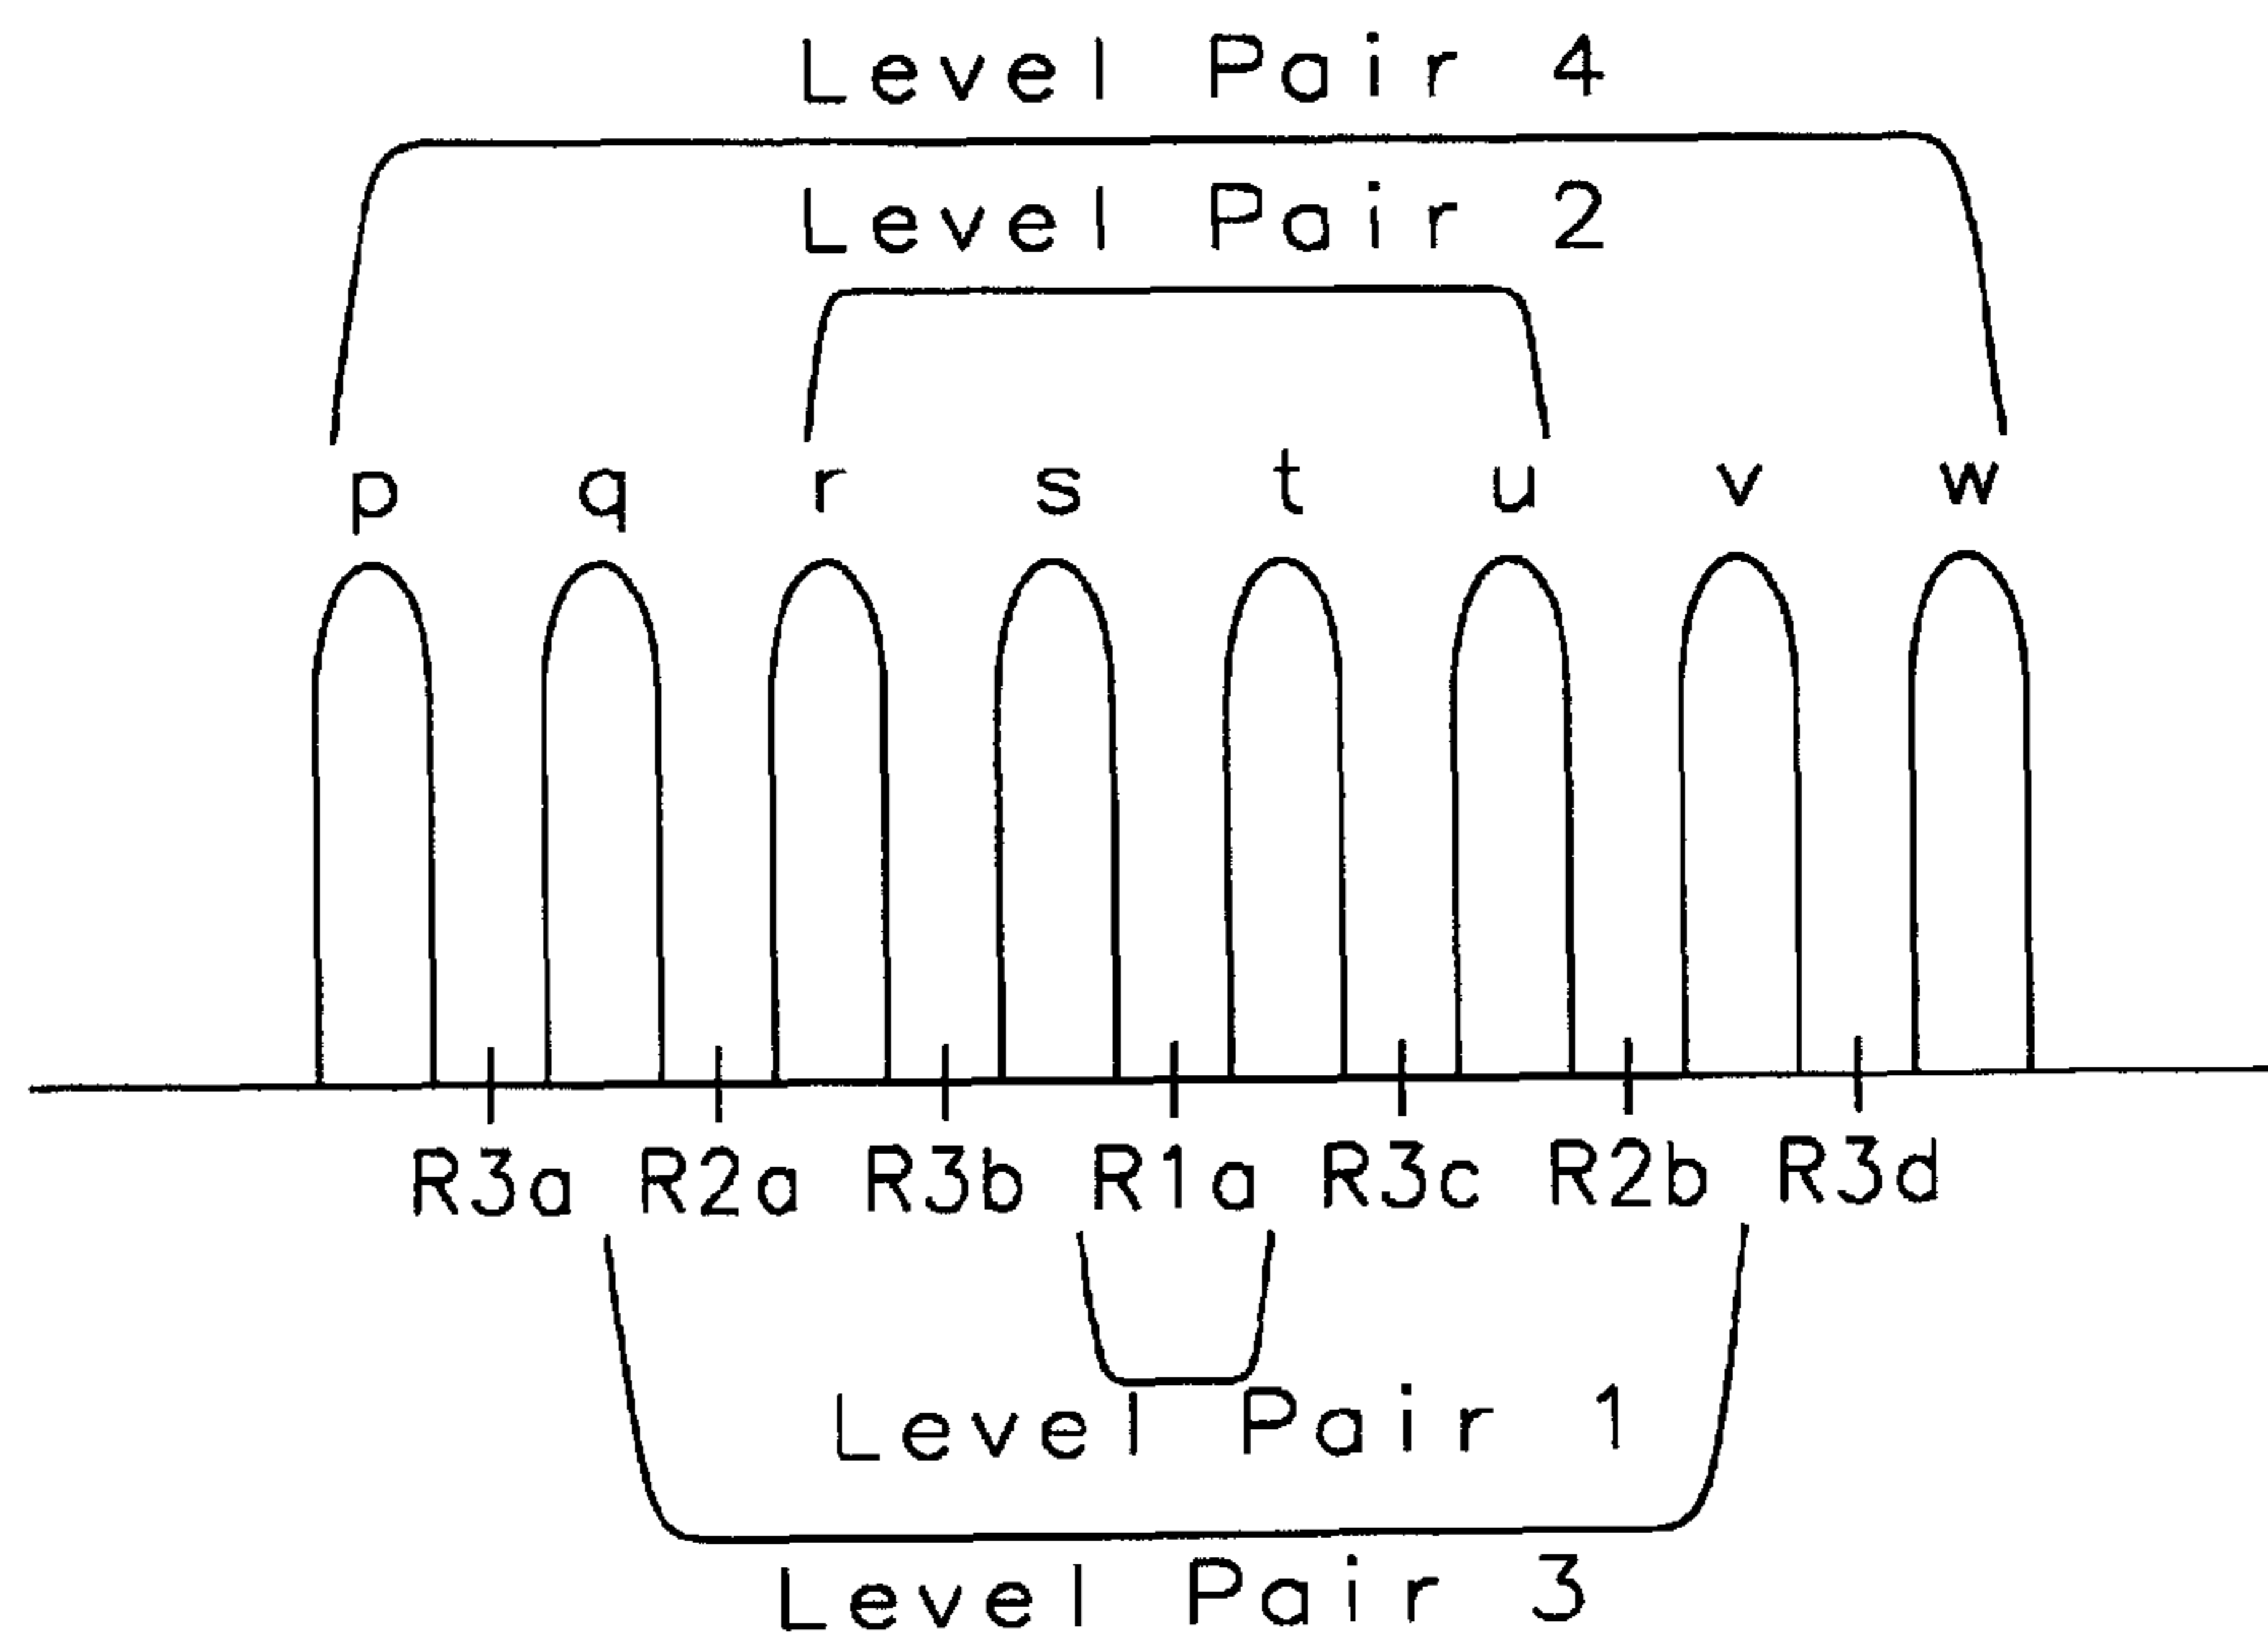 Level Pair 4
Level Pair 2
p q r s t u v w
R3a R2a R3b R1a R3c R2b R3d
Level Pair 1
Level Pair 3